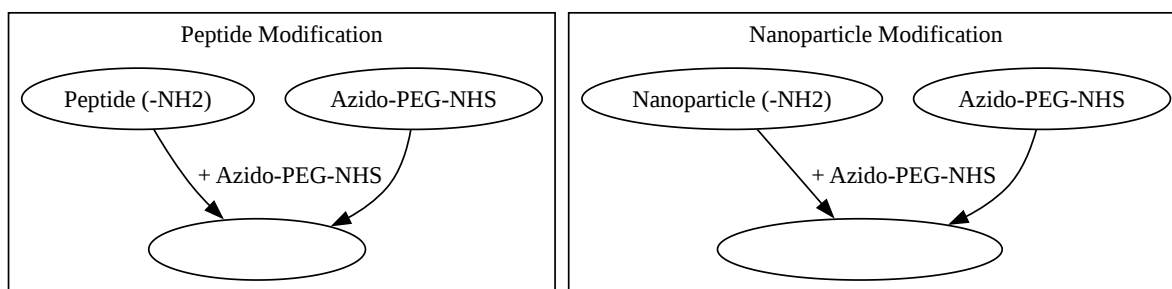 Peptide Modification
Peptide (-NH2)
Azido-PEG-NHS
+ Azido-PEG-NHS
Nanoparticle Modification
Nanoparticle (-NH2)
Azido-PEG-NHS
+ Azido-PEG-NHS